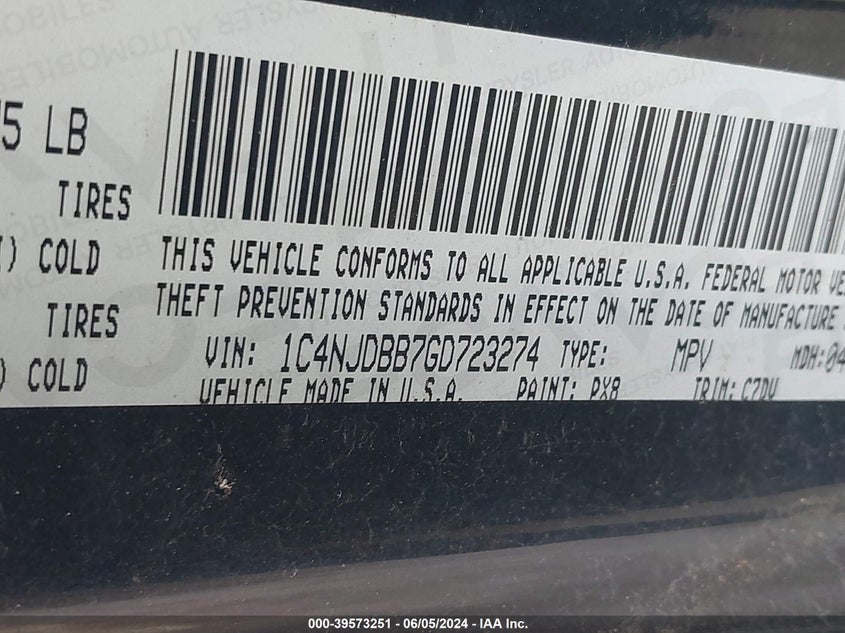 5 LB
TIRES
) COLD
THIS VEHICLE CONFORMS TO ALL APPLICABLE U.S.A. FEDERAL MOTOR
THEFT PREVENTION STANDARDS IN EFFECT ON THE DATE OF MANUFACTURE
TIRES
VIN: 1C4NJDBB7GD723274 TYPE: MPV MDH:04
) COLD
VEHICLE MADE IN U.S.A. PAINT: PX8 TRIM: C7DV
000-39573251 - 06/05/2024 - IAA Inc.